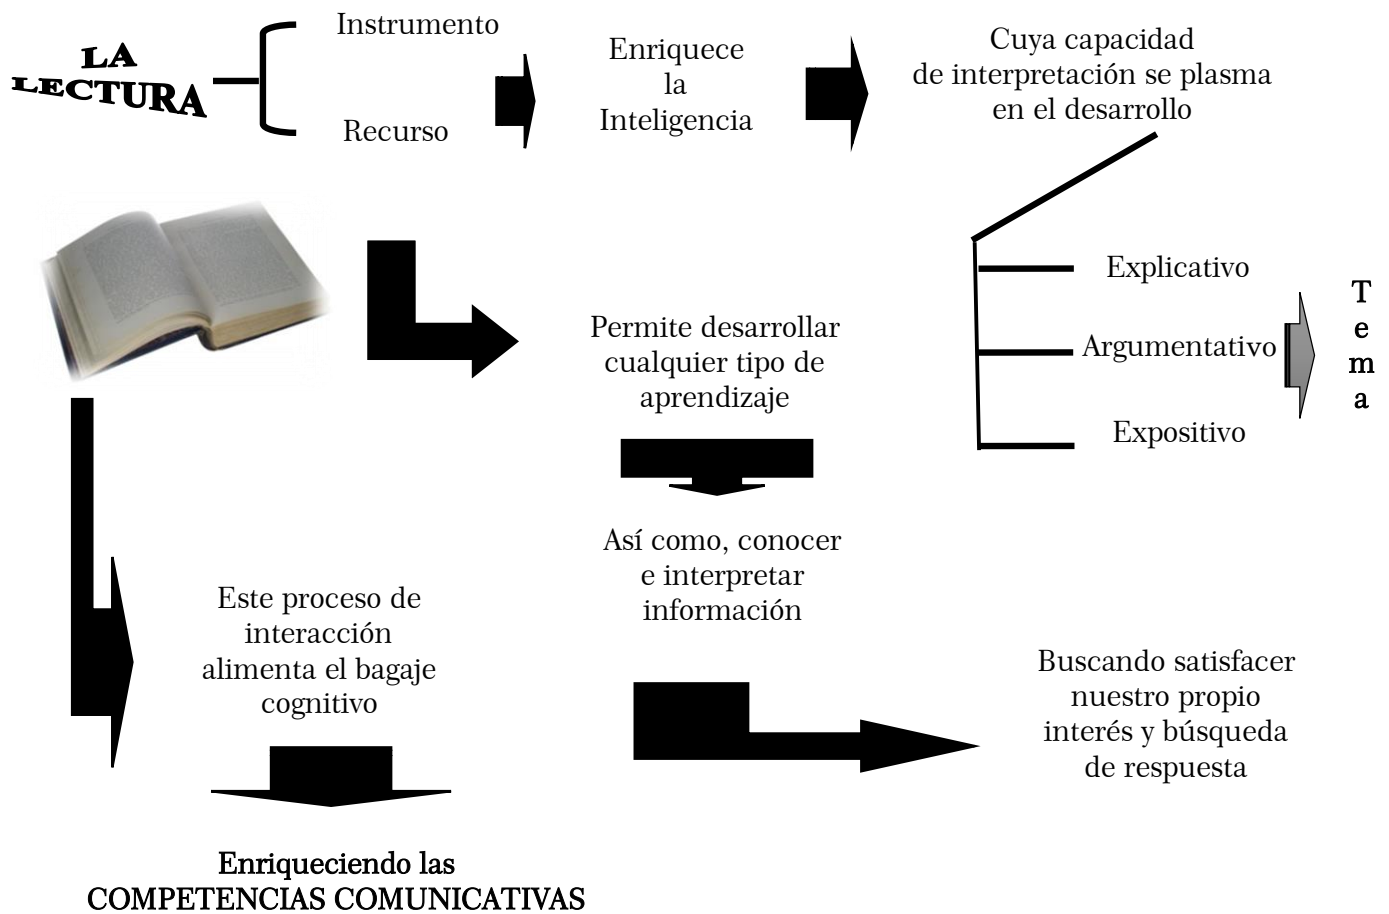 LA
LECTURA
Instrumento
Recurso
Enriquece
la
Inteligencia
Cuya capacidad
de interpretación se plasma
en el desarrollo
Explicativo
Argumentativo
Expositivo
T
e
m
a
Permite desarrollar
cualquier tipo de
aprendizaje
Así como, conocer
e interpretar
información
Este proceso de
interacción
alimenta el bagaje
cognitivo
Buscando satisfacer
nuestro propio
interés y búsqueda
de respuesta
Enriqueciendo las
COMPETENCIAS COMUNICATIVAS